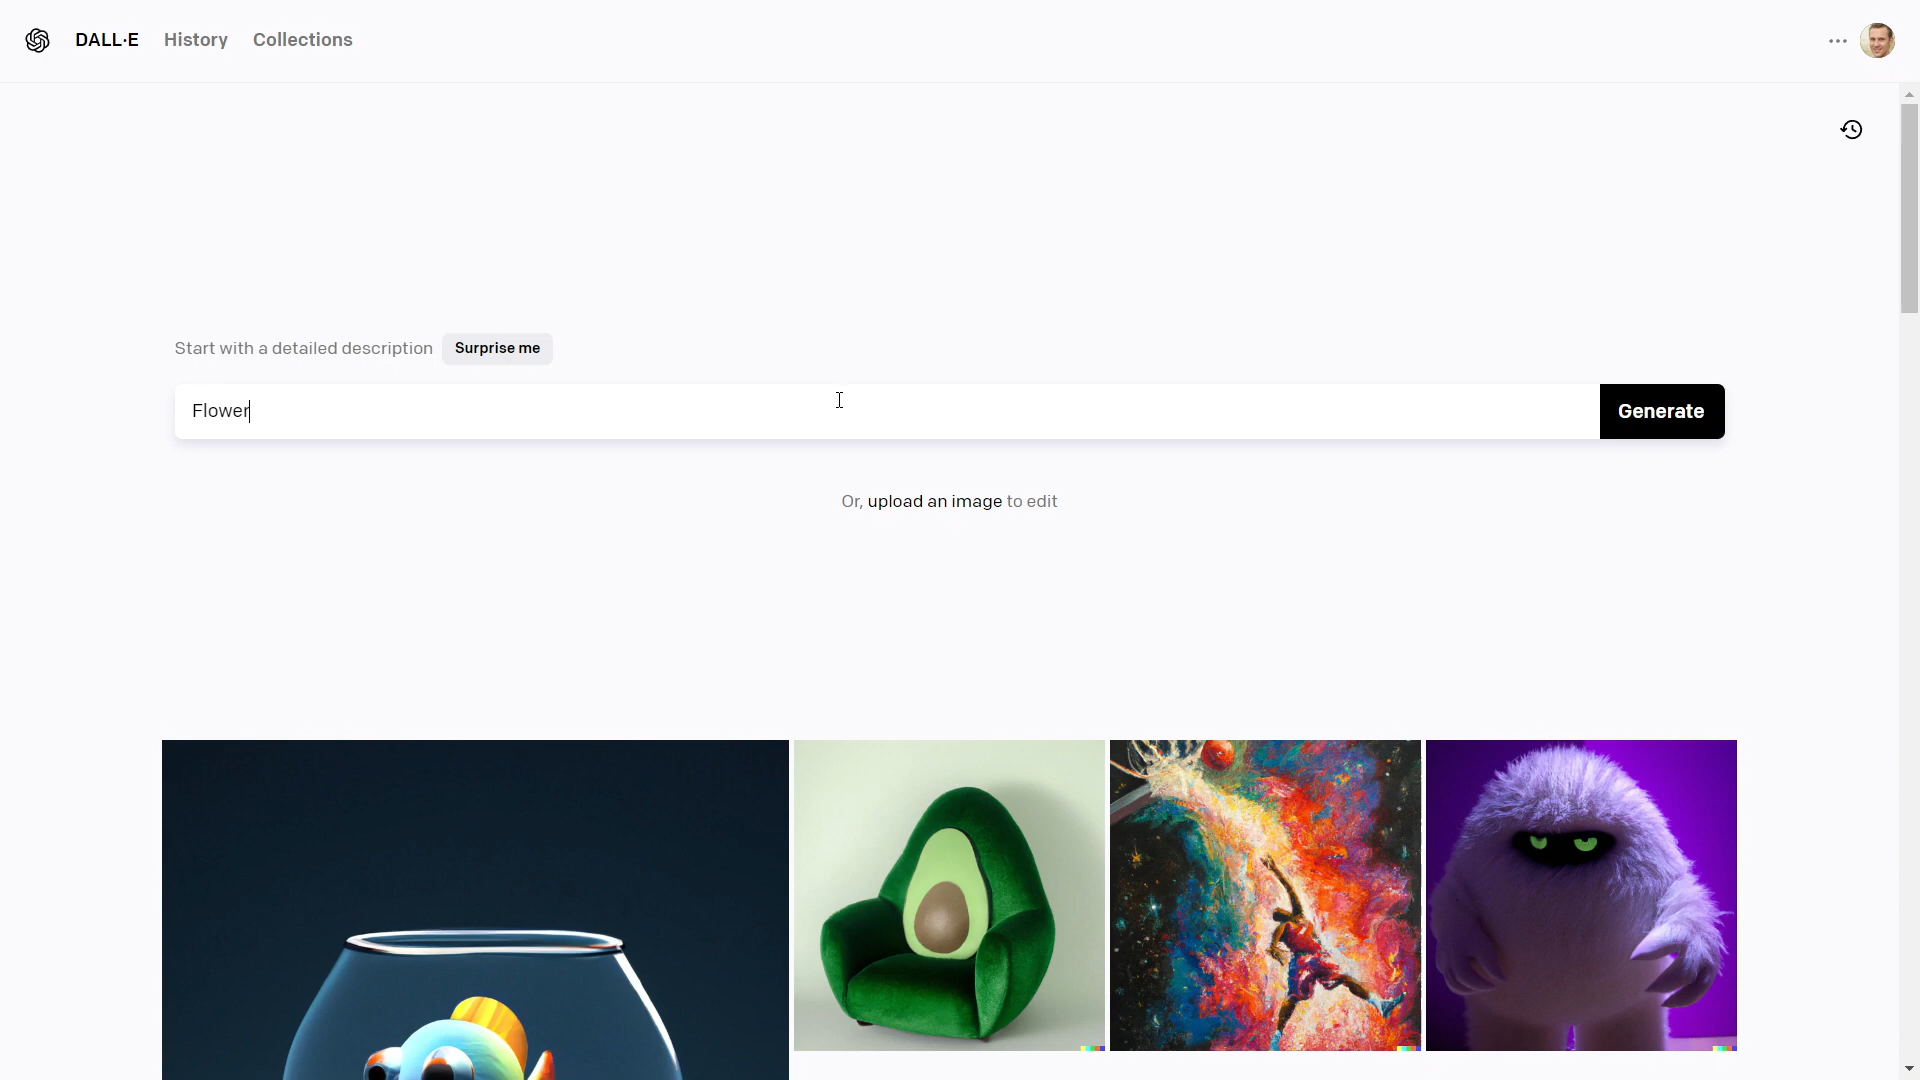 DALL·E History Collections
Start with a detailed description Surprise me
Flower Generate
Or, upload an image to edit